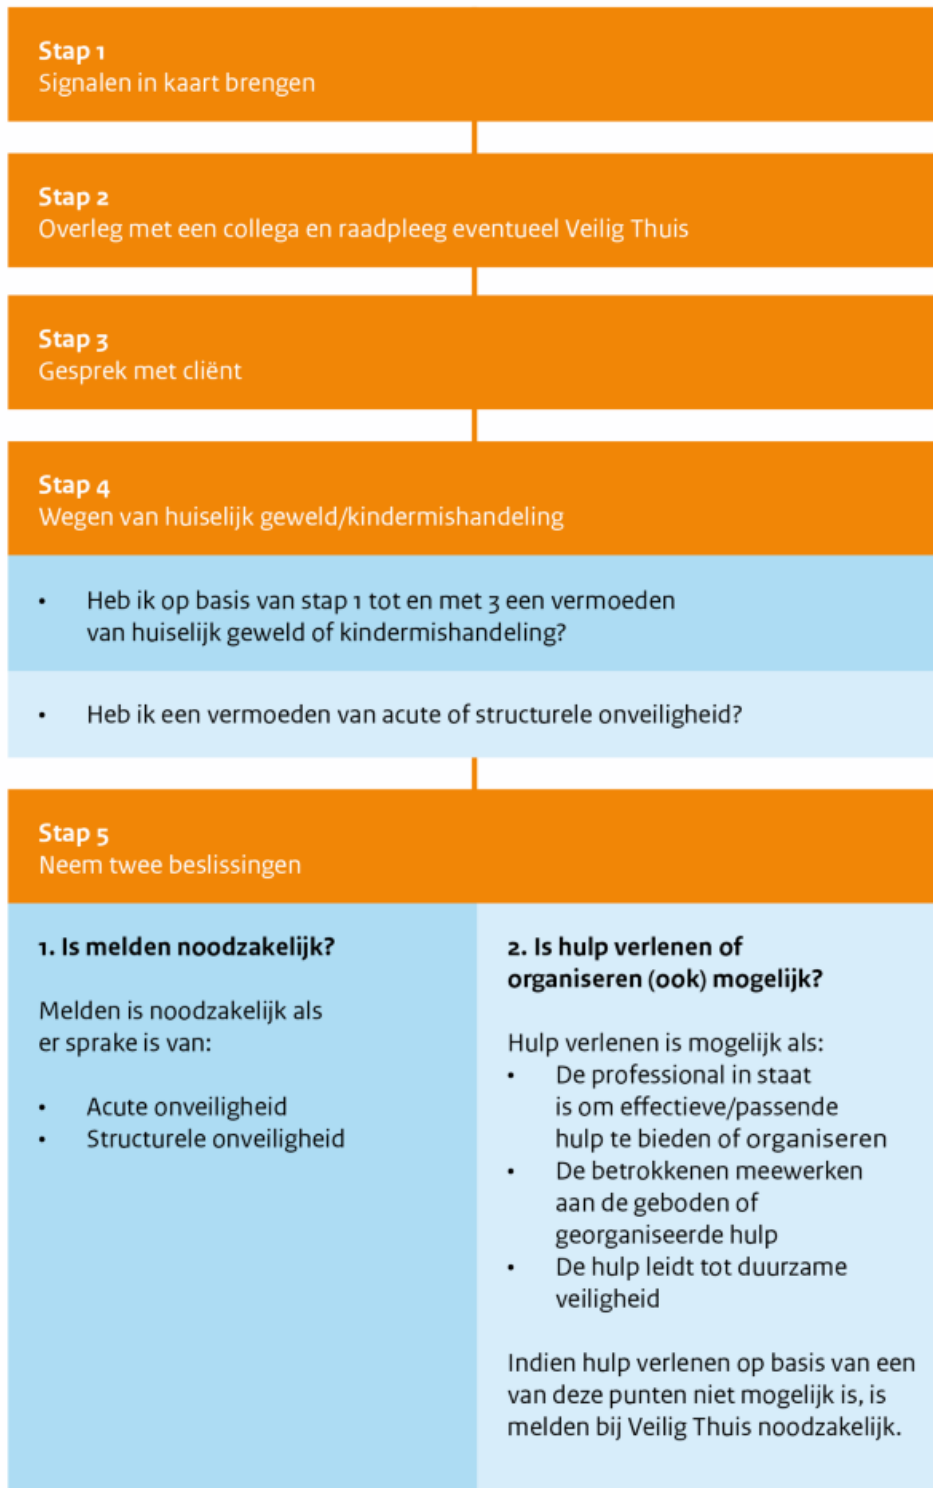 Stap 1
Signalen in kaart brengen
Stap 2
Overleg met een collega en raadpleeg eventueel Veilig Thuis
Stap 3
Gesprek met cliënt
Stap 4
Wegen van huiselijk geweld/kindermishandeling
• Heb ik op basis van stap 1 tot en met 3 een vermoeden
van huiselijk geweld of kindermishandeling?
• Heb ik een vermoeden van acute of structurele onveiligheid?
Stap 5
Neem twee beslissingen
1. Is melden noodzakelijk?
Melden is noodzakelijk als
er sprake is van:
• Acute onveiligheid
• Structurele onveiligheid
2. Is hulp verlenen of
organiseren (ook) mogelijk?
Hulp verlenen is mogelijk als:
• De professional in staat
is om effectieve/passende
hulp te bieden of organiseren
• De betrokkenen meewerken
aan de geboden of
georganiseerde hulp
• De hulp leidt tot duurzame
veiligheid
Indien hulp verlenen op basis van een
van deze punten niet mogelijk is, is
melden bij Veilig Thuis noodzakelijk.